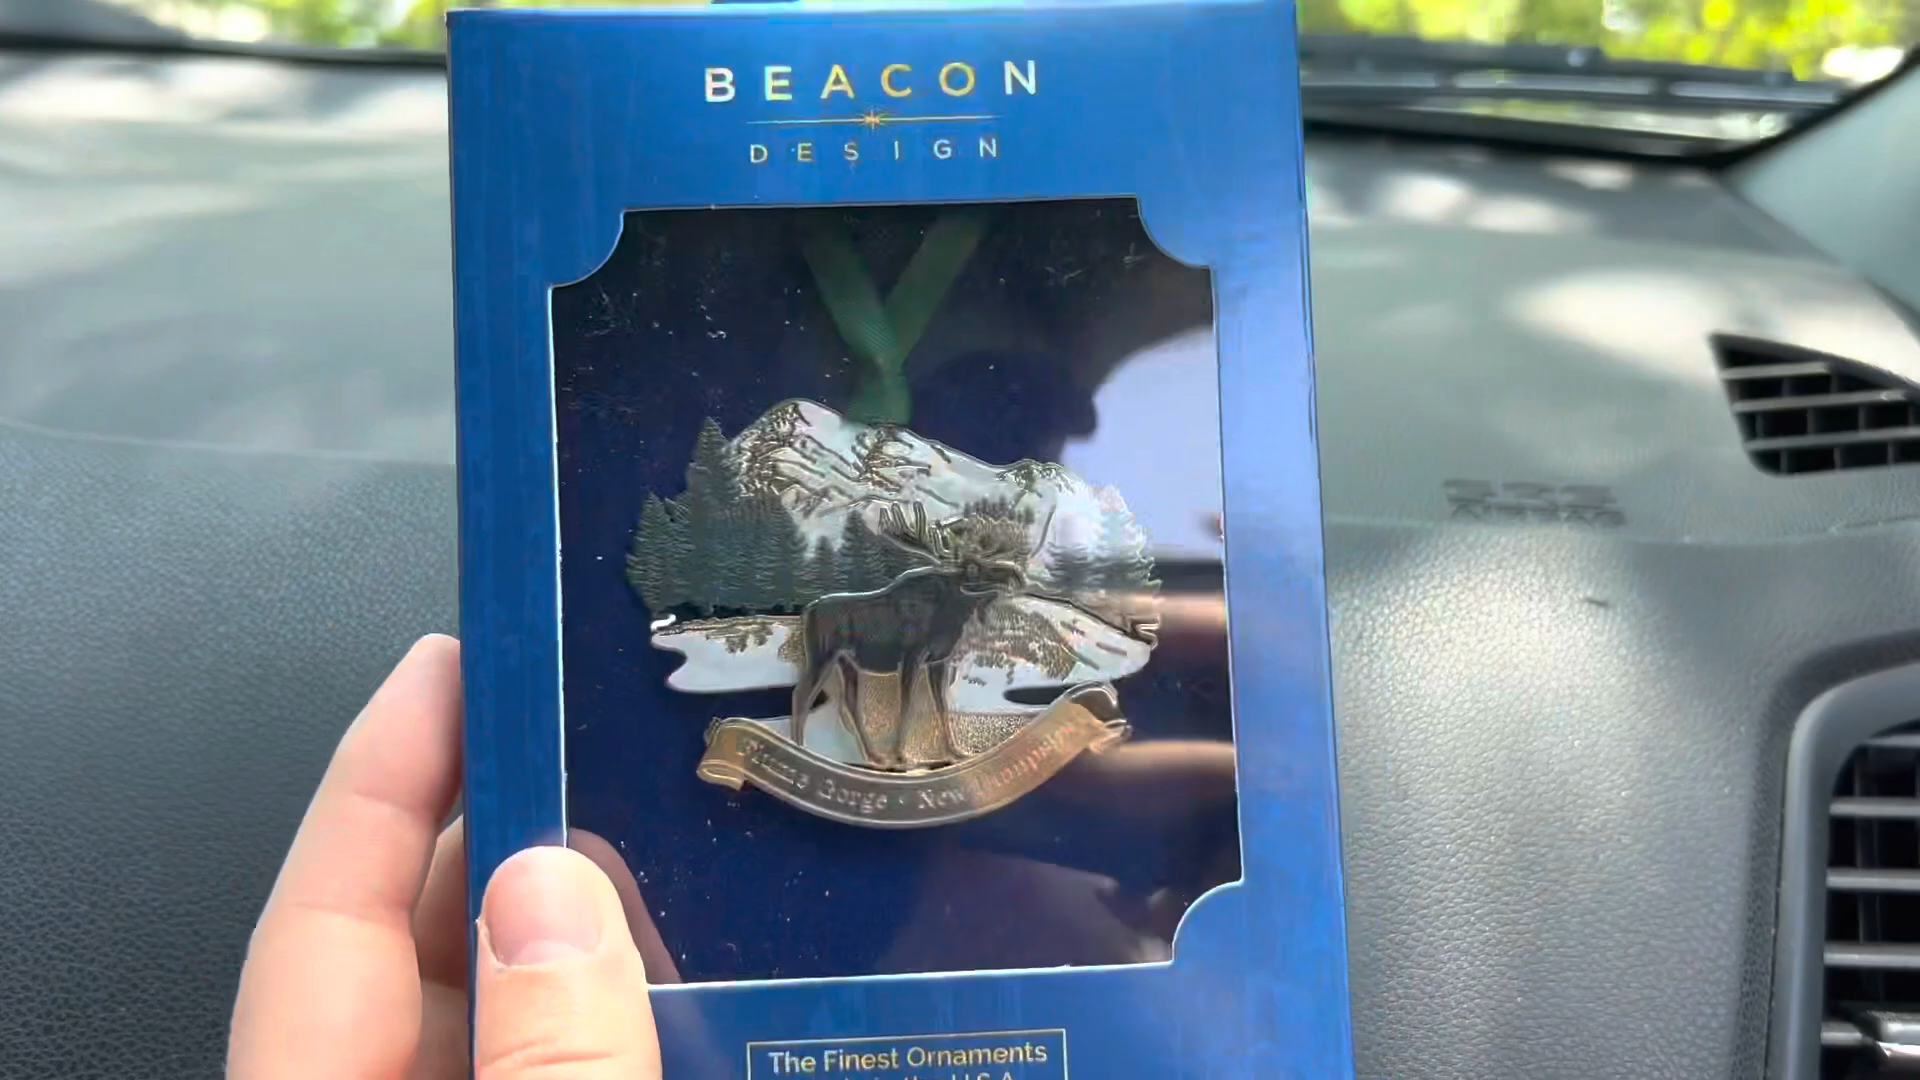 BEACON
DESIGN
Flume Gorge · New Hampshire
The Finest Ornaments
U.S.A.